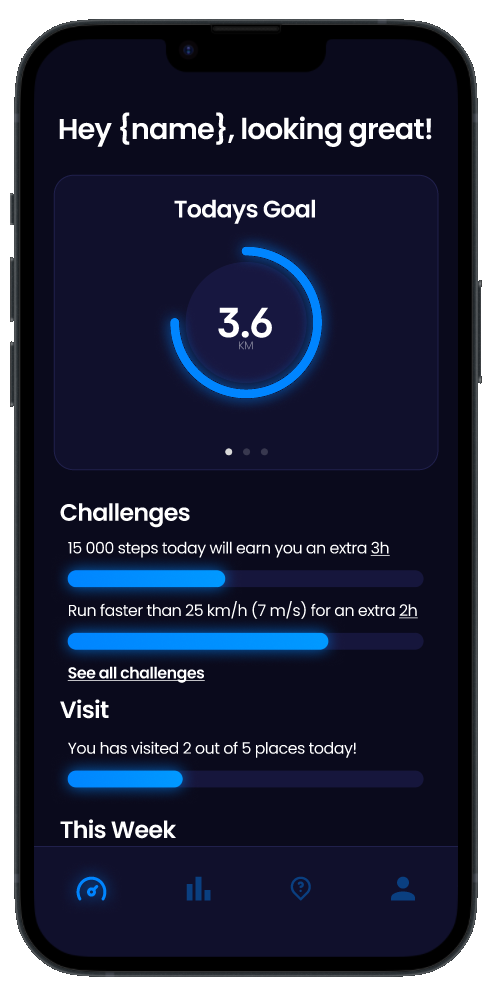 Hey {name}, looking great!
Todays Goal
3.6
KM
Challenges
15 000 steps today will earn you an extra 3h
Run faster than 25 km/h (7 m/s) for an extra 2h
See all challenges
Visit
You has visited 2 out of 5 places today!
This Week
?